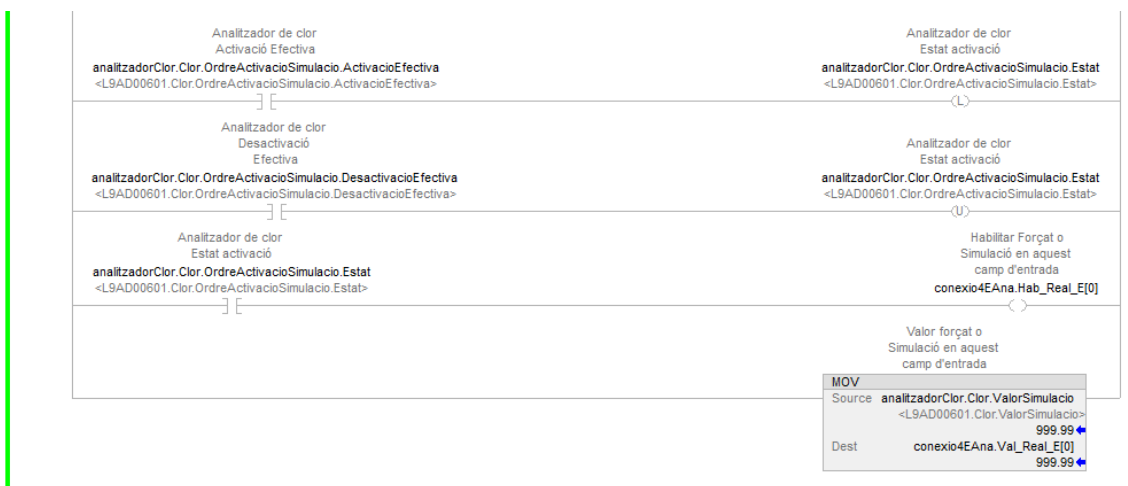 Analitzador de clor
Activació Efectiva
analitzadorClor.Clor.OrdreActivacioSimulacio.ActivacioEfectiva
<L9AD00601.Clor.OrdreActivacioSimulacio.ActivacioEfectiva>
Analitzador de clor
Estat activació
analitzadorClor.Clor.OrdreActivacioSimulacio.Estat
<L9AD00601.Clor.OrdreActivacioSimulacio.Estat>
L
Analitzador de clor
Desactivació
Efectiva
analitzadorClor.Clor.OrdreActivacioSimulacio.DesactivacioEfectiva
<L9AD00601.Clor.OrdreActivacioSimulacio.DesactivacioEfectiva>
Analitzador de clor
Estat activació
analitzadorClor.Clor.OrdreActivacioSimulacio.Estat
<L9AD00601.Clor.OrdreActivacioSimulacio.Estat>
U
Analitzador de clor
Estat activació
analitzadorClor.Clor.OrdreActivacioSimulacio.Estat
<L9AD00601.Clor.OrdreActivacioSimulacio.Estat>
Habilitar Forçat o
Simulació en aquest
camp d'entrada
conexio4EAna.Hab_Real_E[0]
Valor forçat o
Simulació en aquest
camp d'entrada
MOV
Source analitzadorClor.Clor.ValorSimulacio
<L9AD00601.Clor.ValorSimulacio>
999.99
Dest conexio4EAna.Val_Real_E[0]
999.99